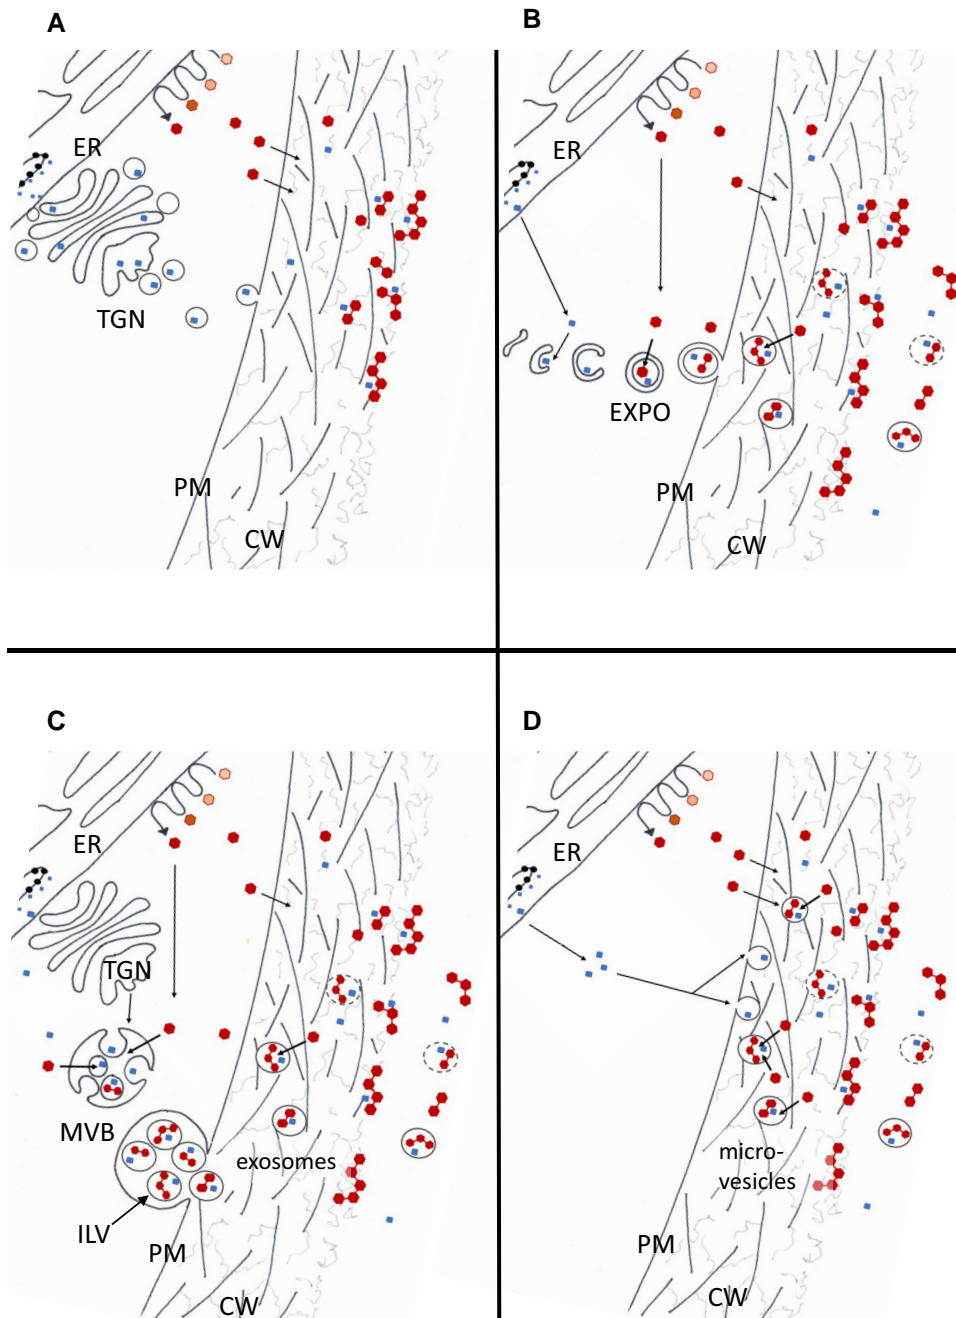 A
B
ER
ER
TGN
EXPO
PM
PM
CW
CW
C
D
ER
ER
TGN
MVB
exosomes
micro-
vesicles
ILV
PM
PM
CW
CW